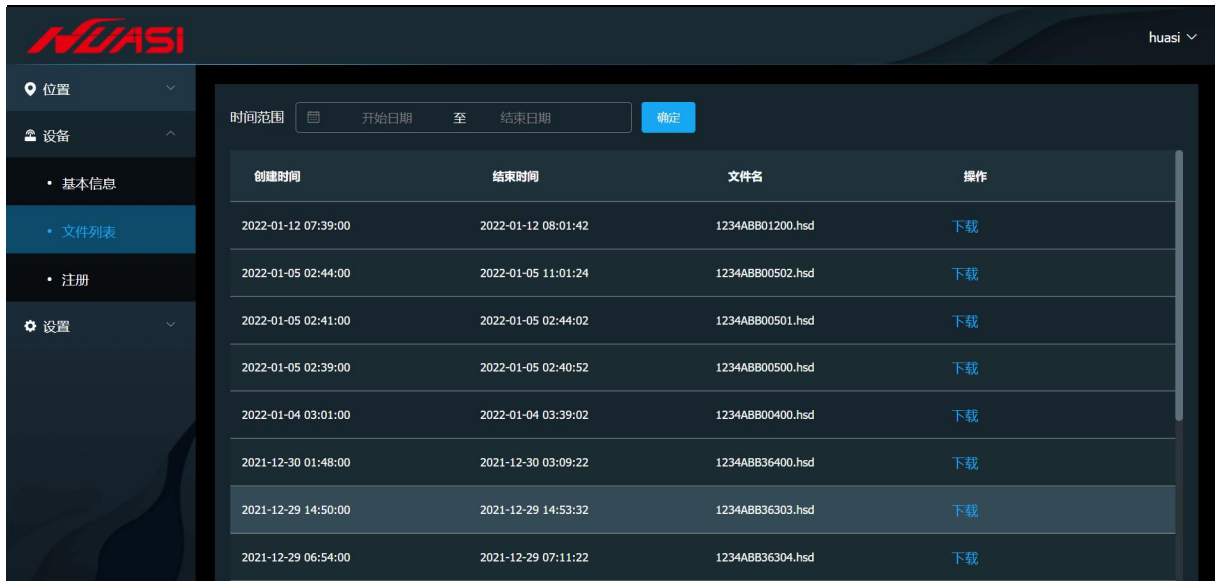 HUASI
huasi
位置
设备
基本信息
文件列表
注册
设置
时间范围 开始日期 至 结束日期 确定
创建时间 结束时间 文件名 操作
2022-01-12 07:39:00 2022-01-12 08:01:42 1234ABB01200.hsd 下载
2022-01-05 02:44:00 2022-01-05 11:01:24 1234ABB00502.hsd 下载
2022-01-05 02:41:00 2022-01-05 02:44:02 1234ABB00501.hsd 下载
2022-01-05 02:39:00 2022-01-05 02:40:52 1234ABB00500.hsd 下载
2022-01-04 03:01:00 2022-01-04 03:39:02 1234ABB00400.hsd 下载
2021-12-30 01:48:00 2021-12-30 03:09:22 1234ABB36400.hsd 下载
2021-12-29 14:50:00 2021-12-29 14:53:32 1234ABB36303.hsd 下载
2021-12-29 06:54:00 2021-12-29 07:11:22 1234ABB36304.hsd 下载